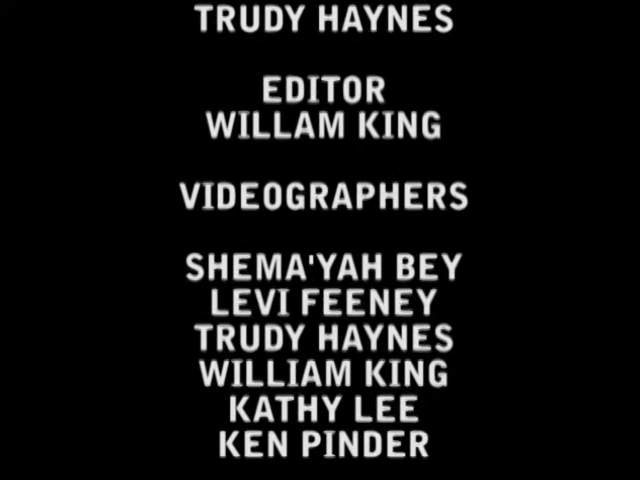 TRUDY HAYNES
EDITOR
WILLAM KING
VIDEOGRAPHERS
SHEMA'YAH BEY
LEVI FEENEY
TRUDY HAYNES
WILLIAM KING
KATHY LEE
KEN PINDER